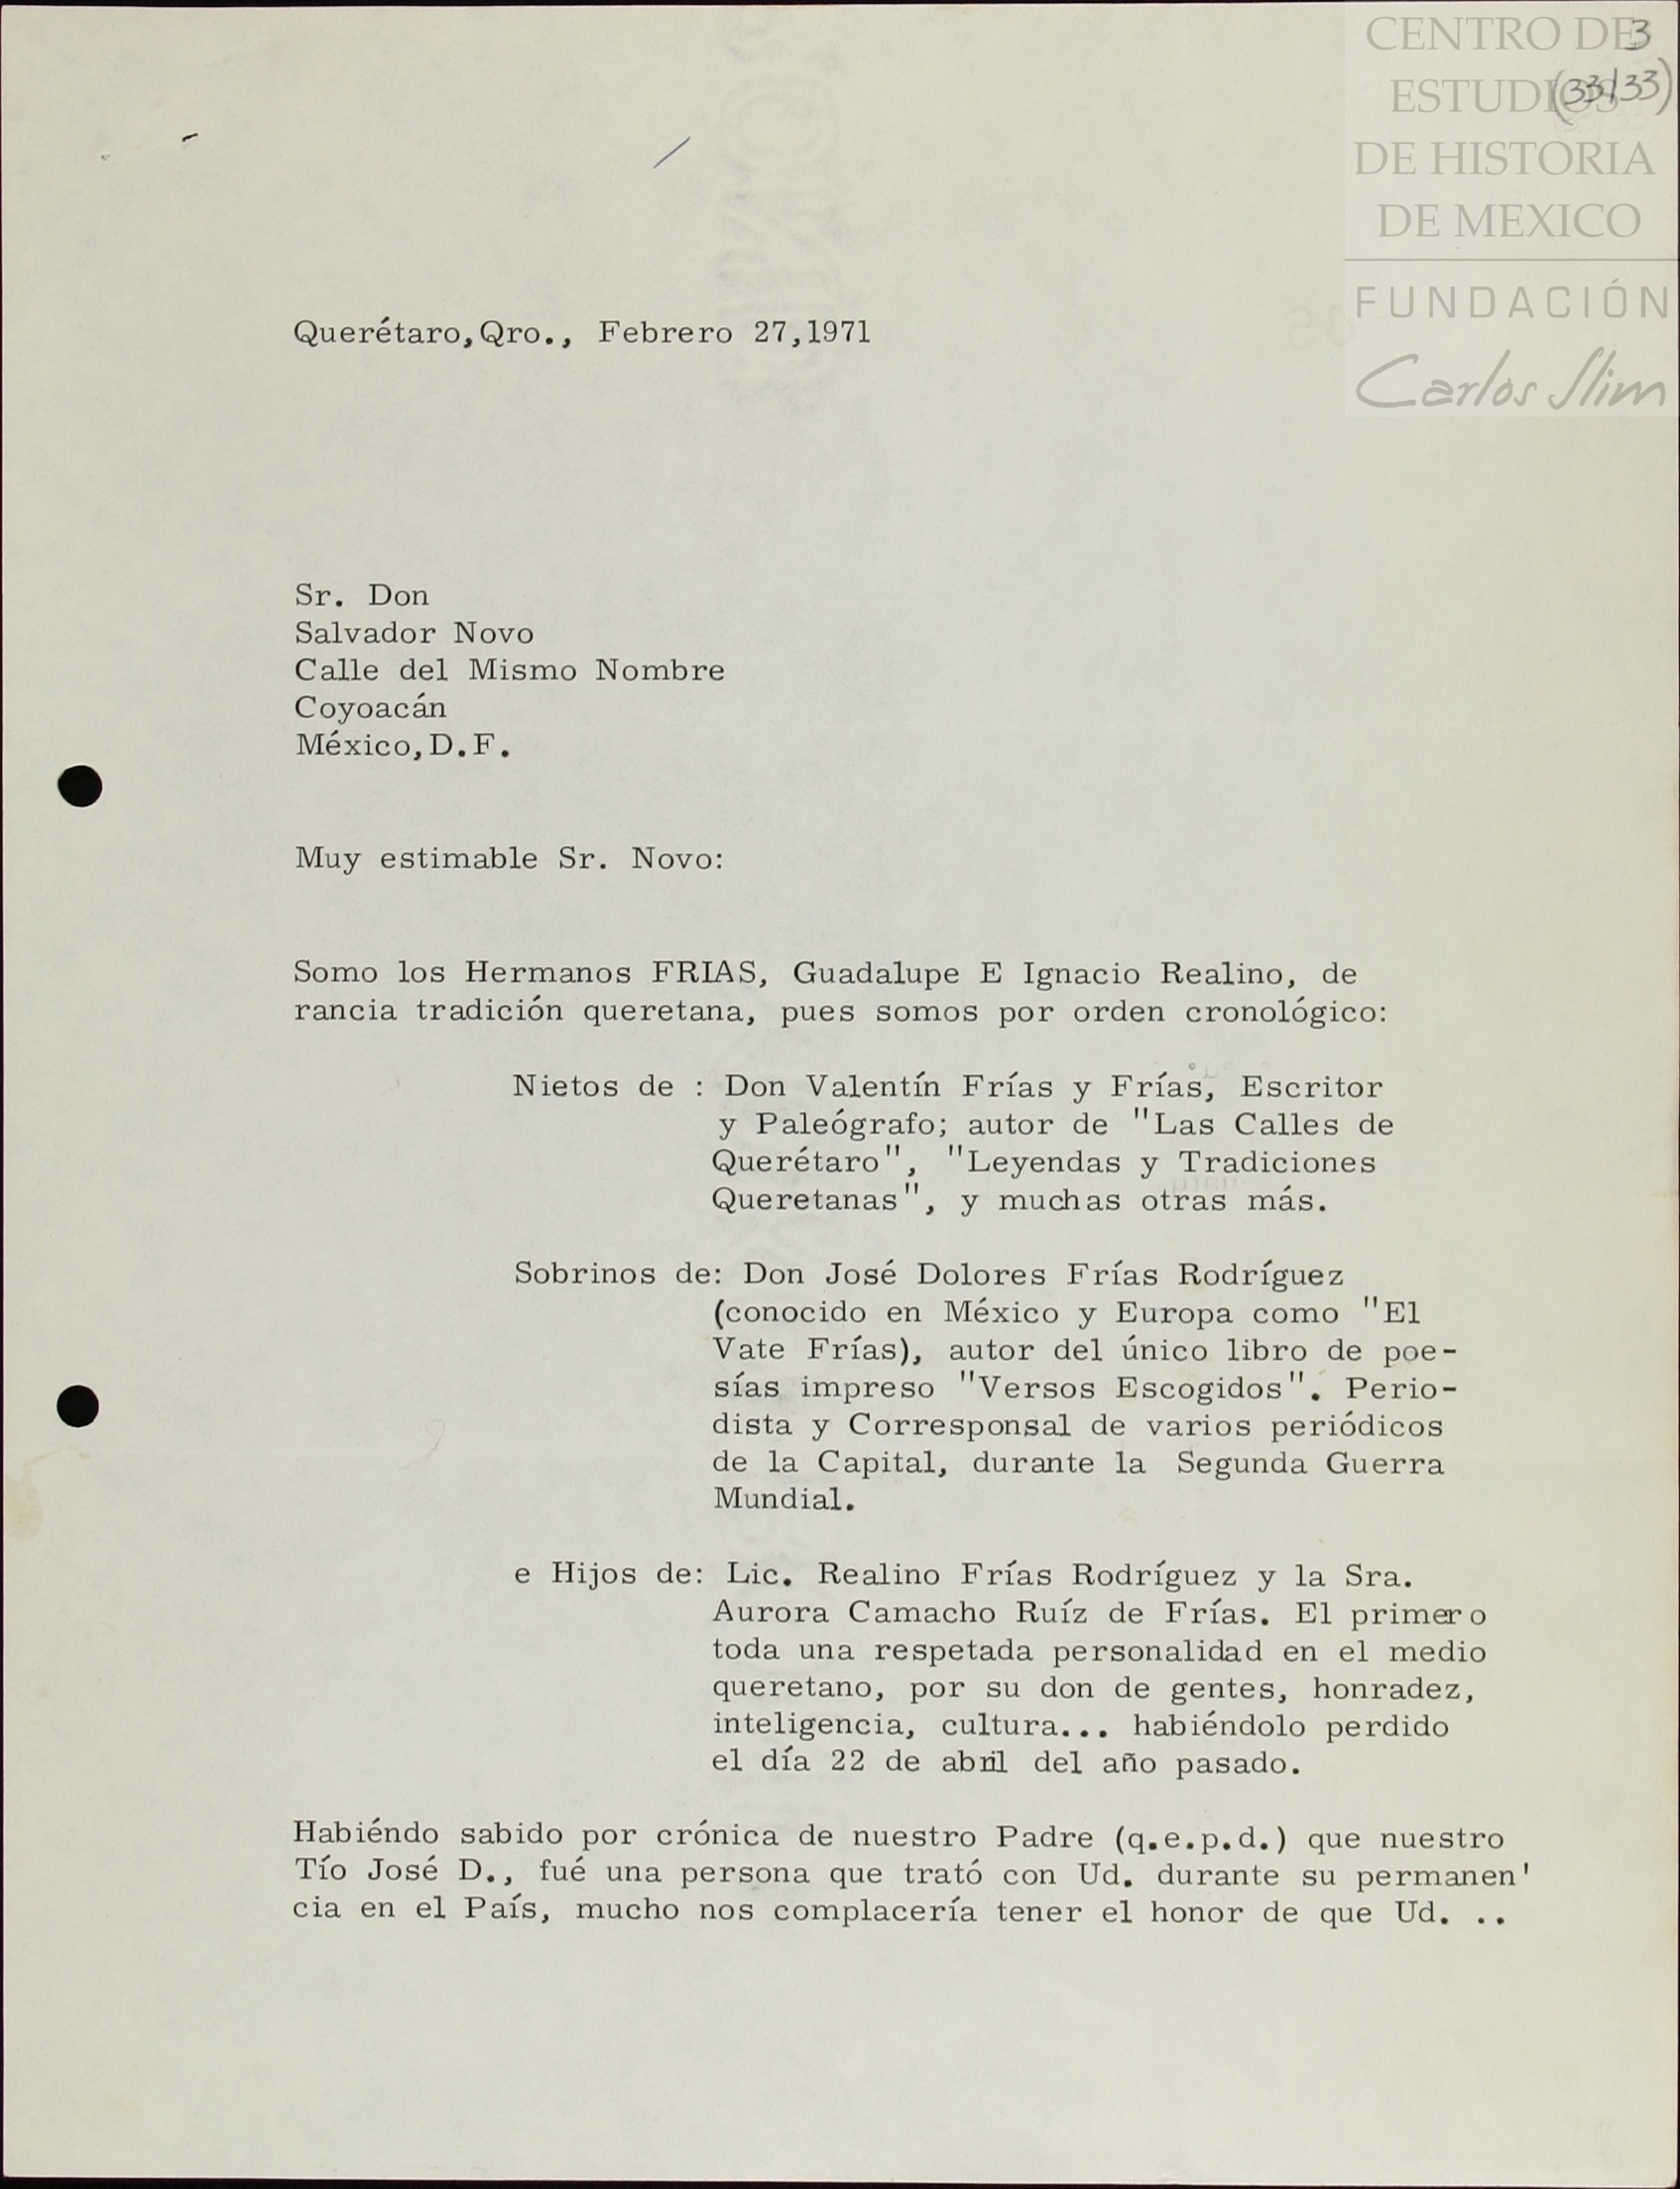 CENTRO DE
ESTUDIOS
DE HISTORIA
DE MEXICO
FUNDACIÓN
Carlos Slim
3
(33/33)
Querétaro,Qro., Febrero 27,1971
Sr. Don
Salvador Novo
Calle del Mismo Nombre
Coyoacán
México,D.F.
Muy estimable Sr. Novo:
Somo los Hermanos FRIAS, Guadalupe E Ignacio Realino, de
rancia tradición queretana, pues somos por orden cronológico:
Nietos de : Don Valentín Frías y Frías, Escritor
y Paleógrafo; autor de "Las Calles de
Querétaro", "Leyendas y Tradiciones
Queretanas", y muchas otras más.
Sobrinos de: Don José Dolores Frías Rodríguez
(conocido en México y Europa como "El
Vate Frías), autor del único libro de poe-
sías impreso "Versos Escogidos". Perio-
dista y Corresponsal de varios periódicos
de la Capital, durante la Segunda Guerra
Mundial.
e Hijos de: Lic. Realino Frías Rodríguez y la Sra.
Aurora Camacho Ruíz de Frías. El primero
toda una respetada personalidad en el medio
queretano, por su don de gentes, honradez,
inteligencia, cultura... habiéndolo perdido
el día 22 de abril del año pasado.
Habiéndo sabido por crónica de nuestro Padre (q.e.p.d.) que nuestro
Tío José D., fué una persona que trató con Ud. durante su permanen'
cia en el País, mucho nos complacería tener el honor de que Ud. ..